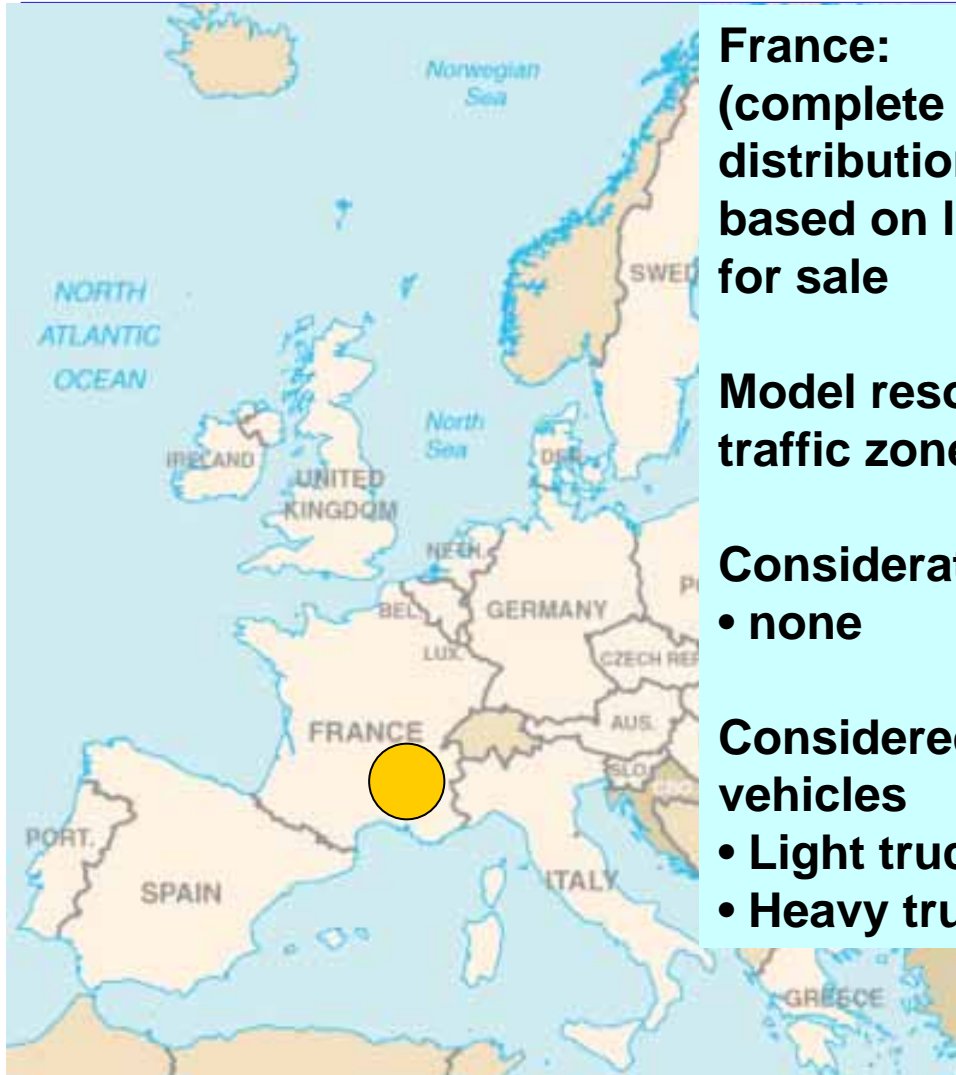 France:
(complete
distribution
based on l
for sale
Model reso
traffic zone
Considerat
• none
Considered
vehicles
• Light truc
• Heavy tru
Norwegian
Sea
NORTH
ATLANTIC
OCEAN
SWED
North
Sea
IRELAND
UNITED
KINGDOM
DEN.
NETH.
BEL.
GERMANY
P
LUX.
CZECH REP
FRANCE
AUS.
SLO.
PORT.
SPAIN
ITALY
GREECE